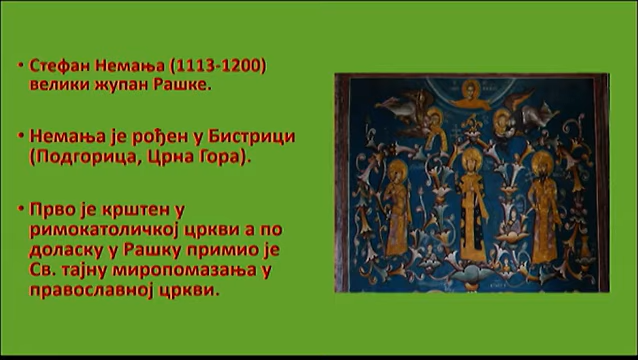 • Стефан Немања (1113-1200)
велики жупан Рашке.
• Немања је рођен у Бистрици
(Подгорица, Црна Гора).
• Прво је крштен у
римокатоличкој цркви а по
доласку у Рашку примио је
Св. тајну миропомазања у
православној цркви.